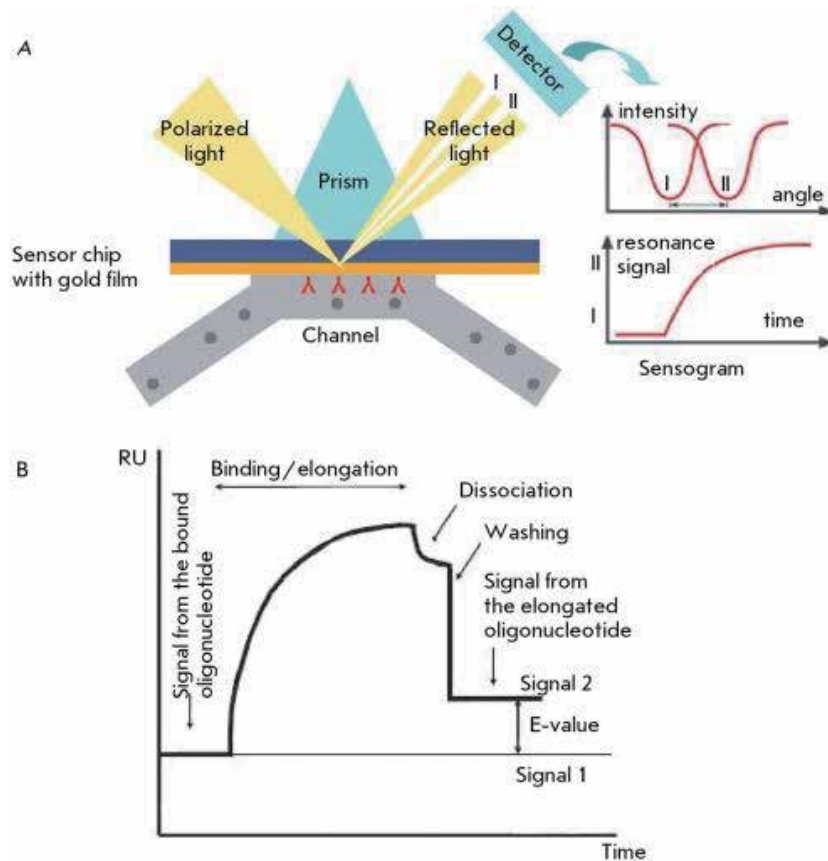 A
Polarized
light
Prism
Reflected
light
I
II
Detector
intensity
I
II
angle
Sensor chip
with gold film
Channel
resonance
signal
II
I
time
Sensogram
B
RU
Binding/elongation
Dissociation
Washing
Signal from the bound
oligonucleotide
Signal from
the elongated
oligonucleotide
Signal 2
E-value
Signal 1
Time